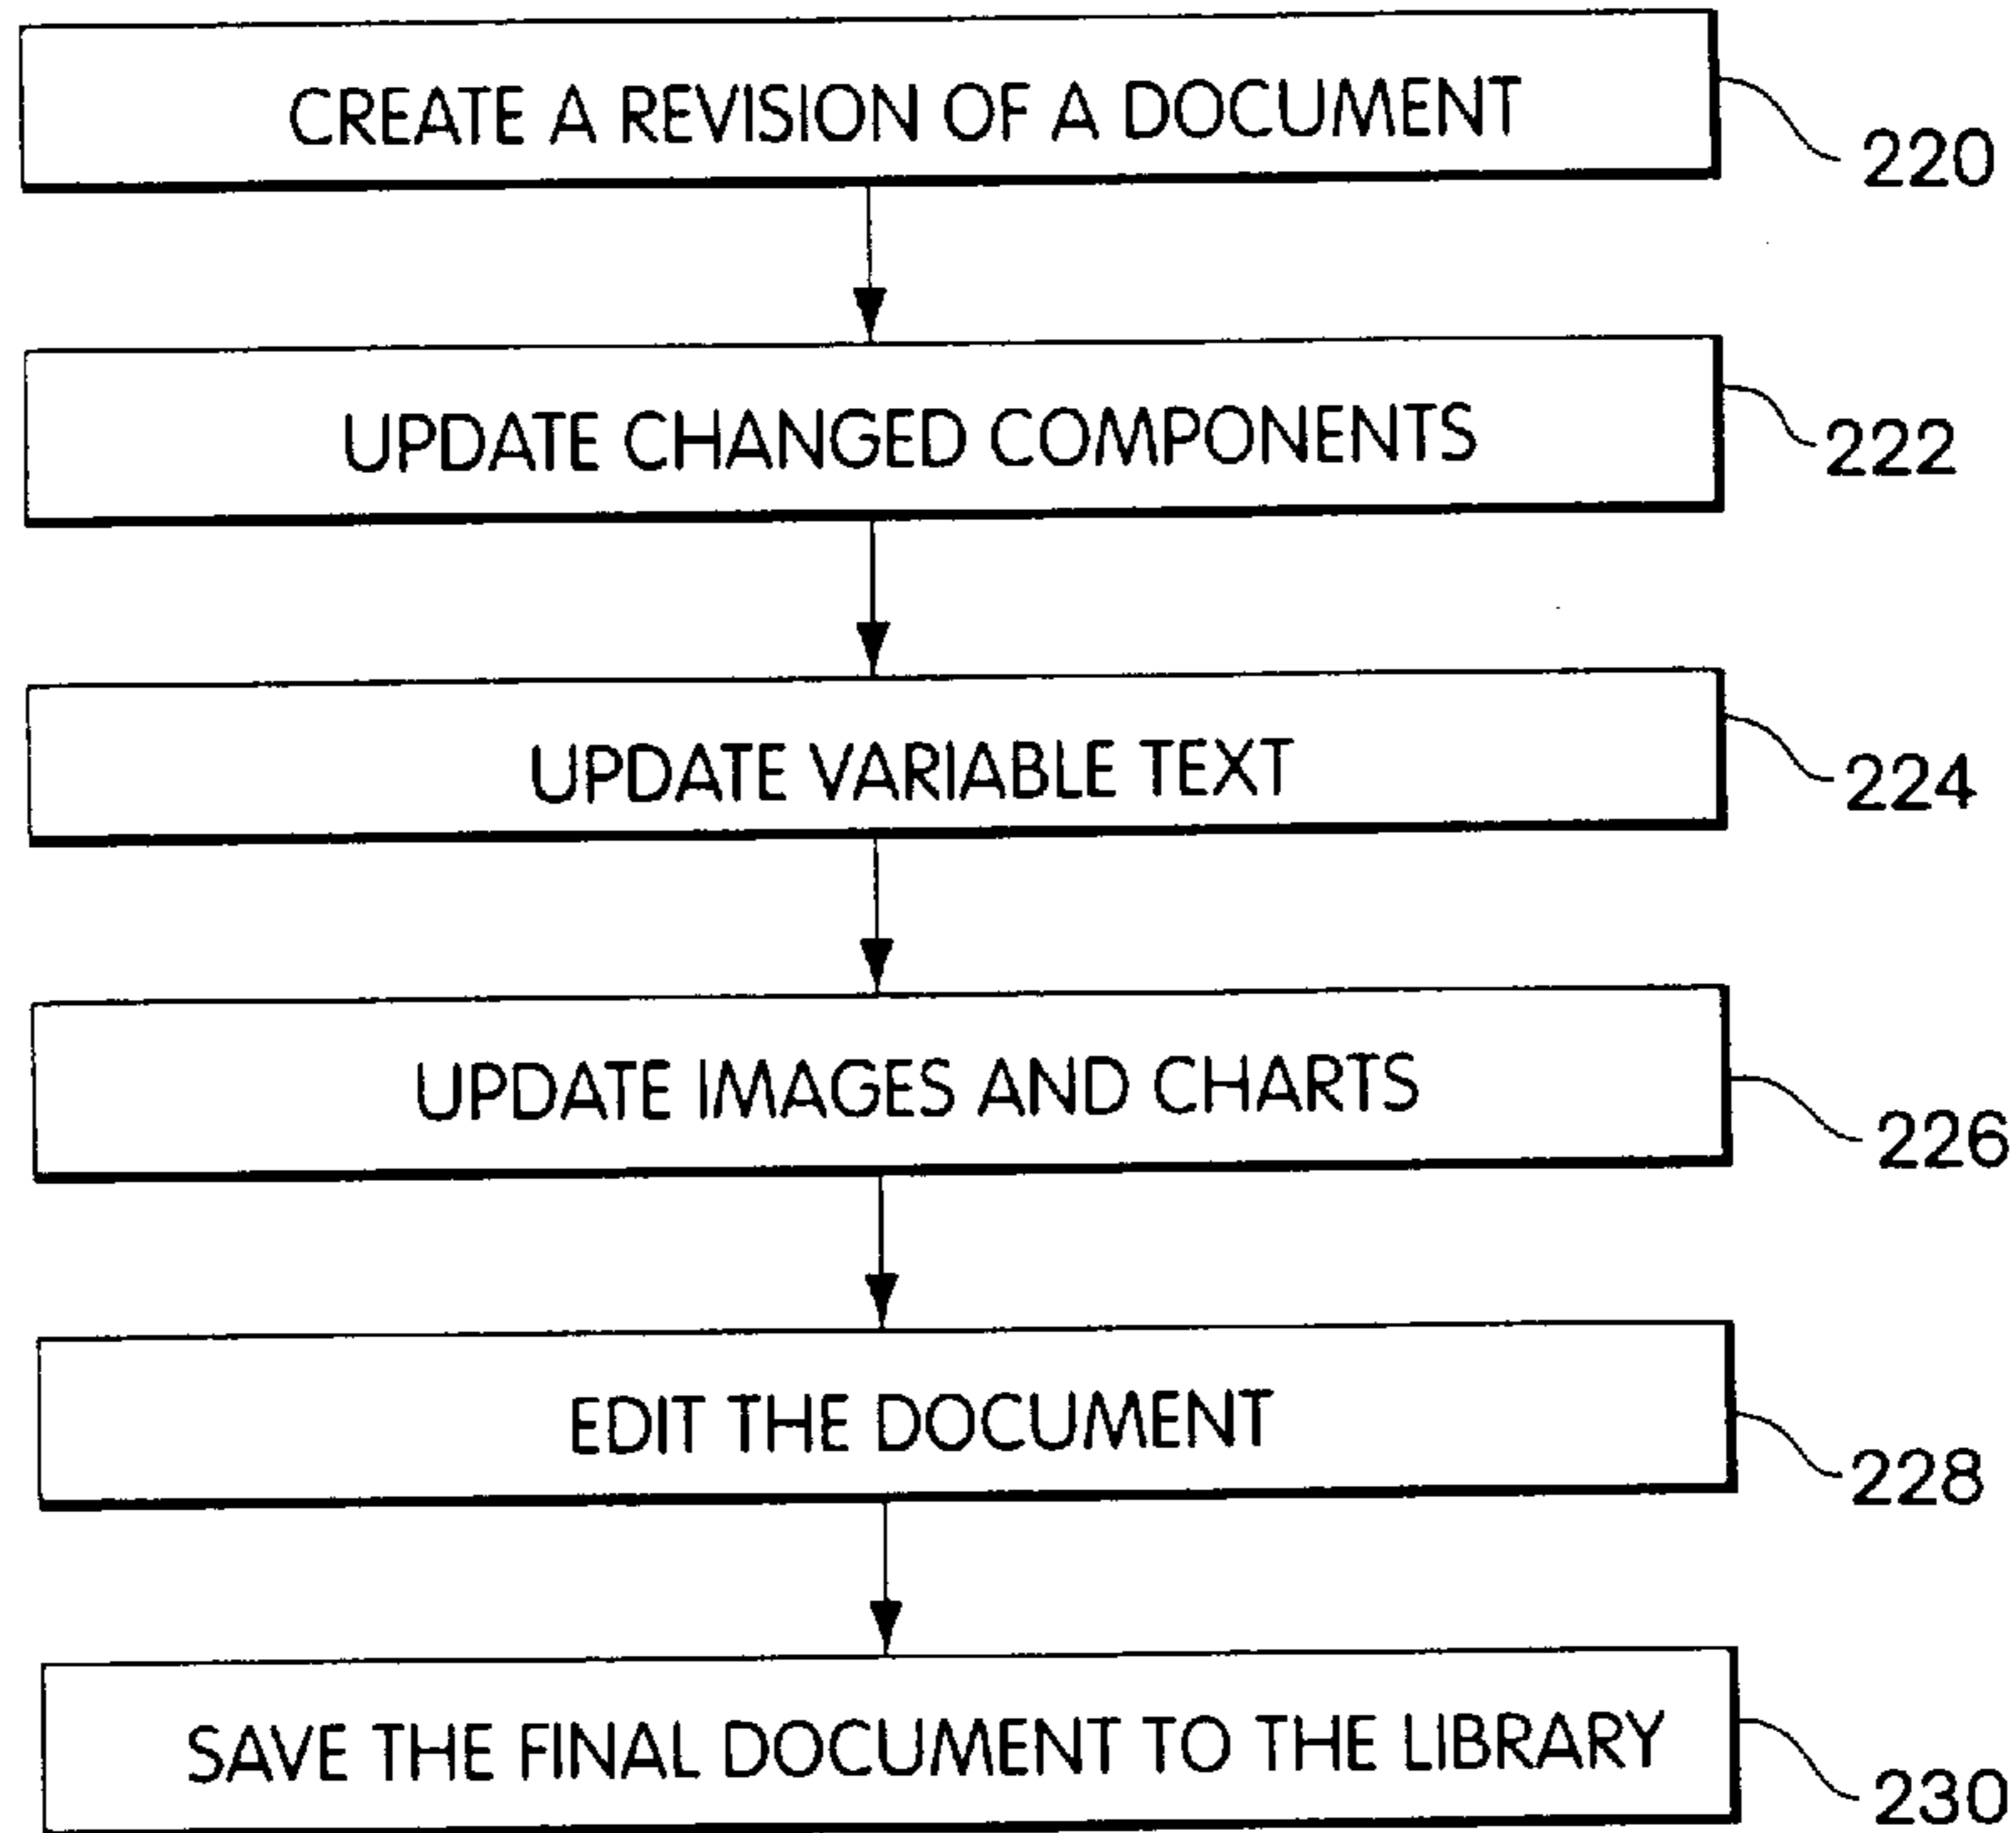 CREATE A REVISION OF A DOCUMENT
220
UPDATE CHANGED COMPONENTS
222
UPDATE VARIABLE TEXT
224
UPDATE IMAGES AND CHARTS
226
EDIT THE DOCUMENT
228
SAVE THE FINAL DOCUMENT TO THE LIBRARY
230